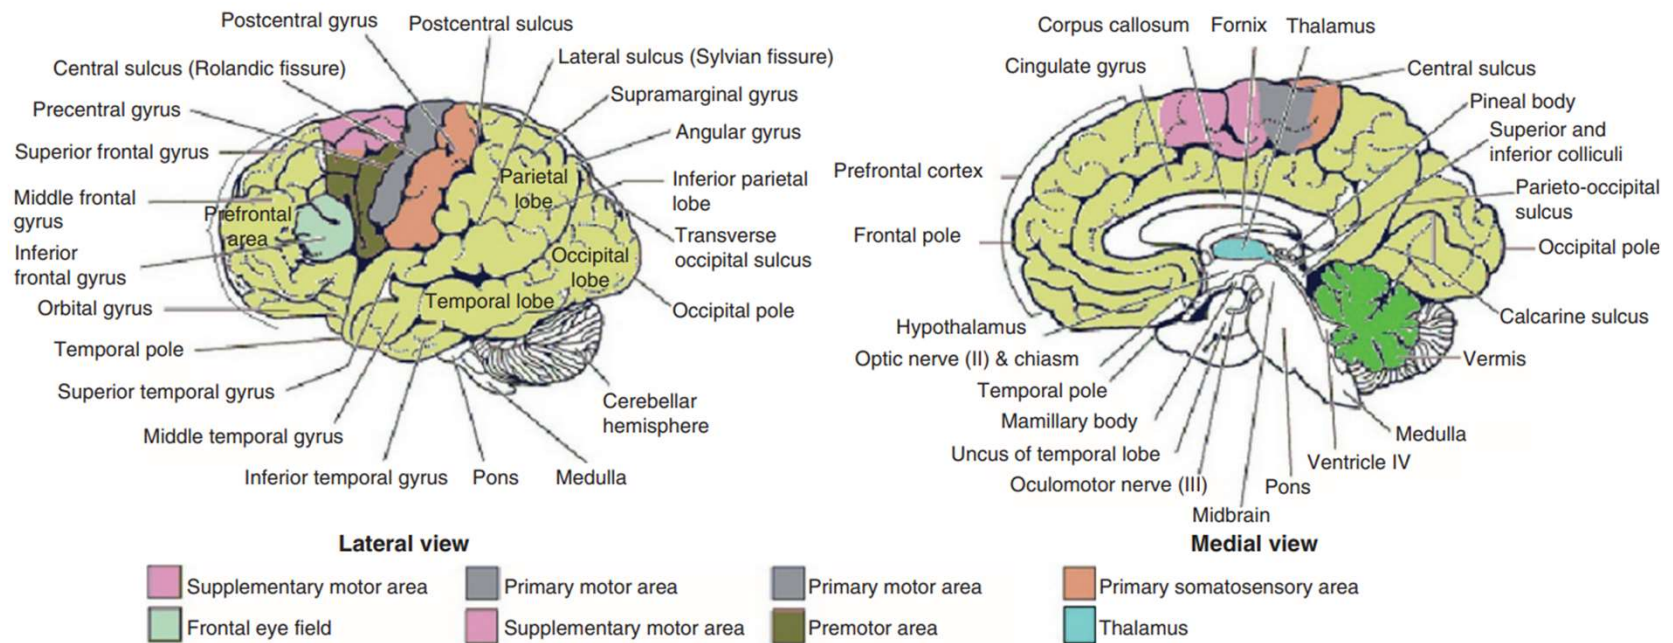 Postcentral gyrus
Postcentral sulcus
Central sulcus (Rolandic fissure)
Lateral sulcus (Sylvian fissure)
Precentral gyrus
Supramarginal gyrus
Superior frontal gyrus
Angular gyrus
Middle frontal
gyrus
Inferior parietal
lobe
Parietal
lobe
Prefrontal
area
Inferior
frontal gyrus
Transverse
occipital sulcus
Occipital
lobe
Orbital gyrus
Temporal lobe
Occipital pole
Temporal pole
Superior temporal gyrus
Cerebellar
hemisphere
Middle temporal gyrus
Inferior temporal gyrus
Pons
Medulla
Lateral view
Corpus callosum
Fornix
Thalamus
Cingulate gyrus
Central sulcus
Pineal body
Superior and
inferior colliculi
Prefrontal cortex
Parieto-occipital
sulcus
Frontal pole
Occipital pole
Hypothalamus
Calcarine sulcus
Optic nerve (II) & chiasm
Vermis
Temporal pole
Mamillary body
Medulla
Uncus of temporal lobe
Ventricle IV
Oculomotor nerve (III)
Pons
Midbrain
Medial view
Supplementary motor area
Primary motor area
Primary motor area
Primary somatosensory area
Frontal eye field
Supplementary motor area
Premotor area
Thalamus